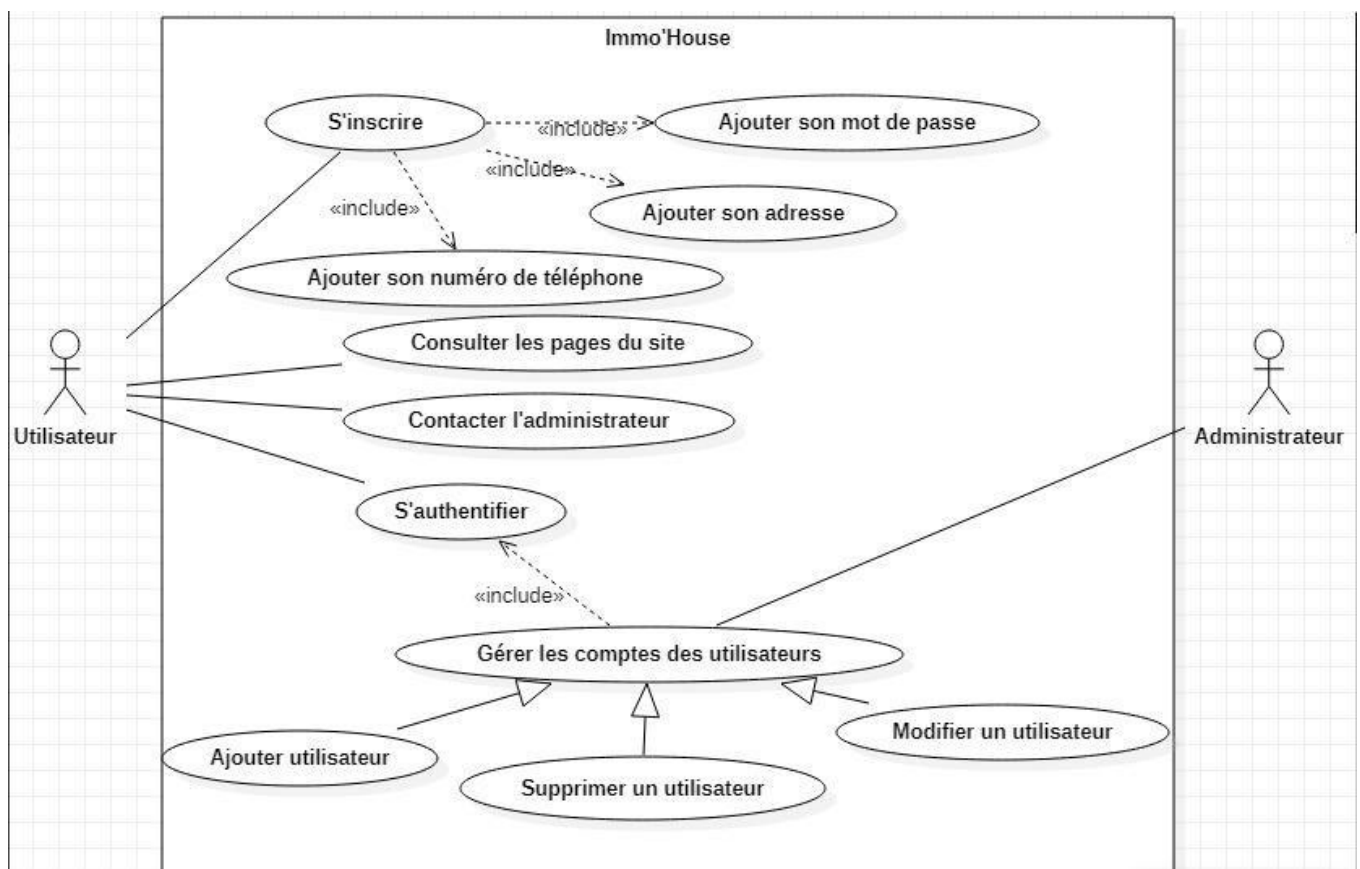 Immo'House
S'inscrire
«include»
Ajouter son mot de passe
«include»
Ajouter son adresse
«include»
Ajouter son numéro de téléphone
Consulter les pages du site
Contacter l'administrateur
Utilisateur
Administrateur
S'authentifier
«include»
Gérer les comptes des utilisateurs
Ajouter utilisateur
Supprimer un utilisateur
Modifier un utilisateur